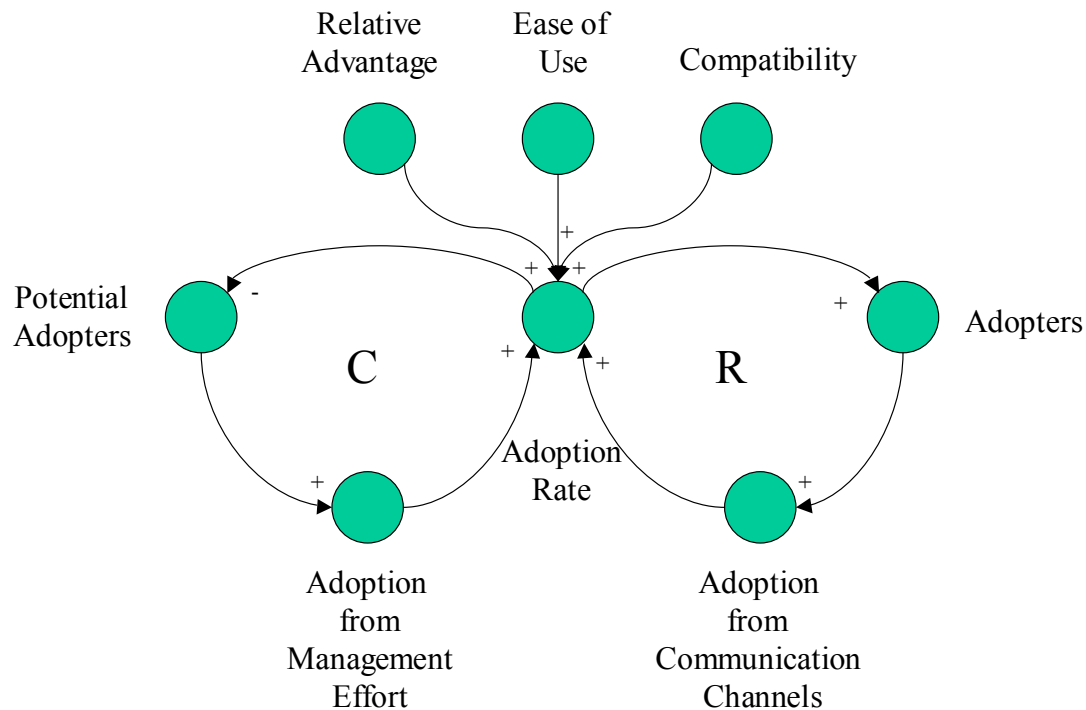 Relative
Advantage
Ease of
Use
Compatibility
+
+
+
-
+
Potential
Adopters
Adopters
C
R
+
+
Adoption
Rate
+
+
Adoption
from
Management
Effort
Adoption
from
Communication
Channels